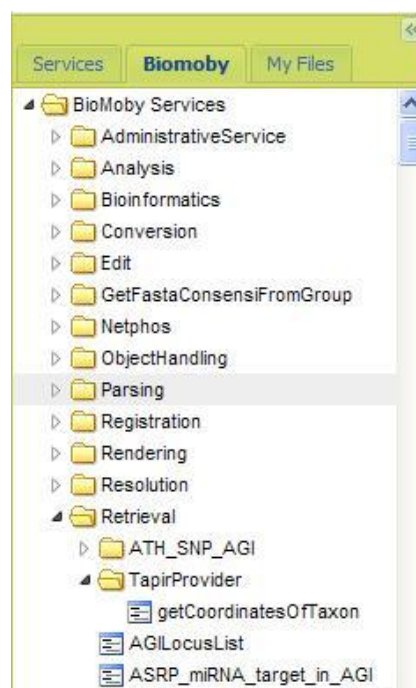 Services Biomoby My Files
BioMoby Services
AdministrativeService
Analysis
Bioinformatics
Conversion
Edit
GetFastaConsensiFromGroup
Netphos
ObjectHandling
Parsing
Registration
Rendering
Resolution
Retrieval
ATH_SNP_AGI
TapirProvider
getCoordinatesOfTaxon
AGILocusList
ASRP_miRNA_target_in_AGI